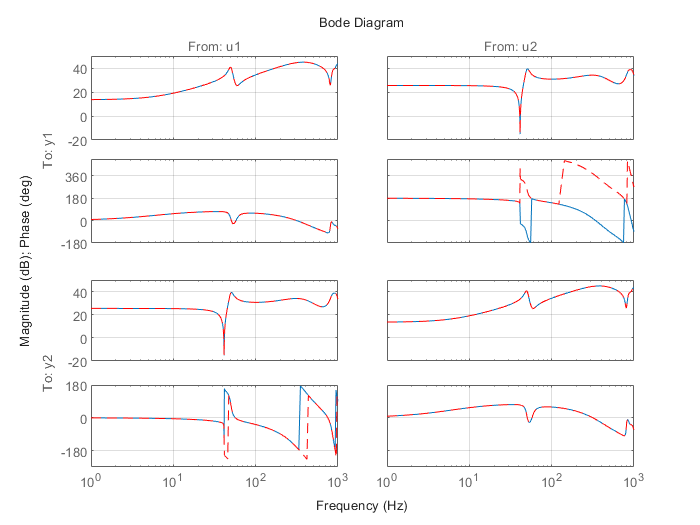 Bode Diagram
From: u1 From: u2
40
20
0
-20
To: y1
360
180
0
-180
Magnitude (dB); Phase (deg)
40
20
0
-20
To: y2
180
-180
10^0 10^1 10^2 10^3 10^0 10^1 10^2 10^3
Frequency (Hz)